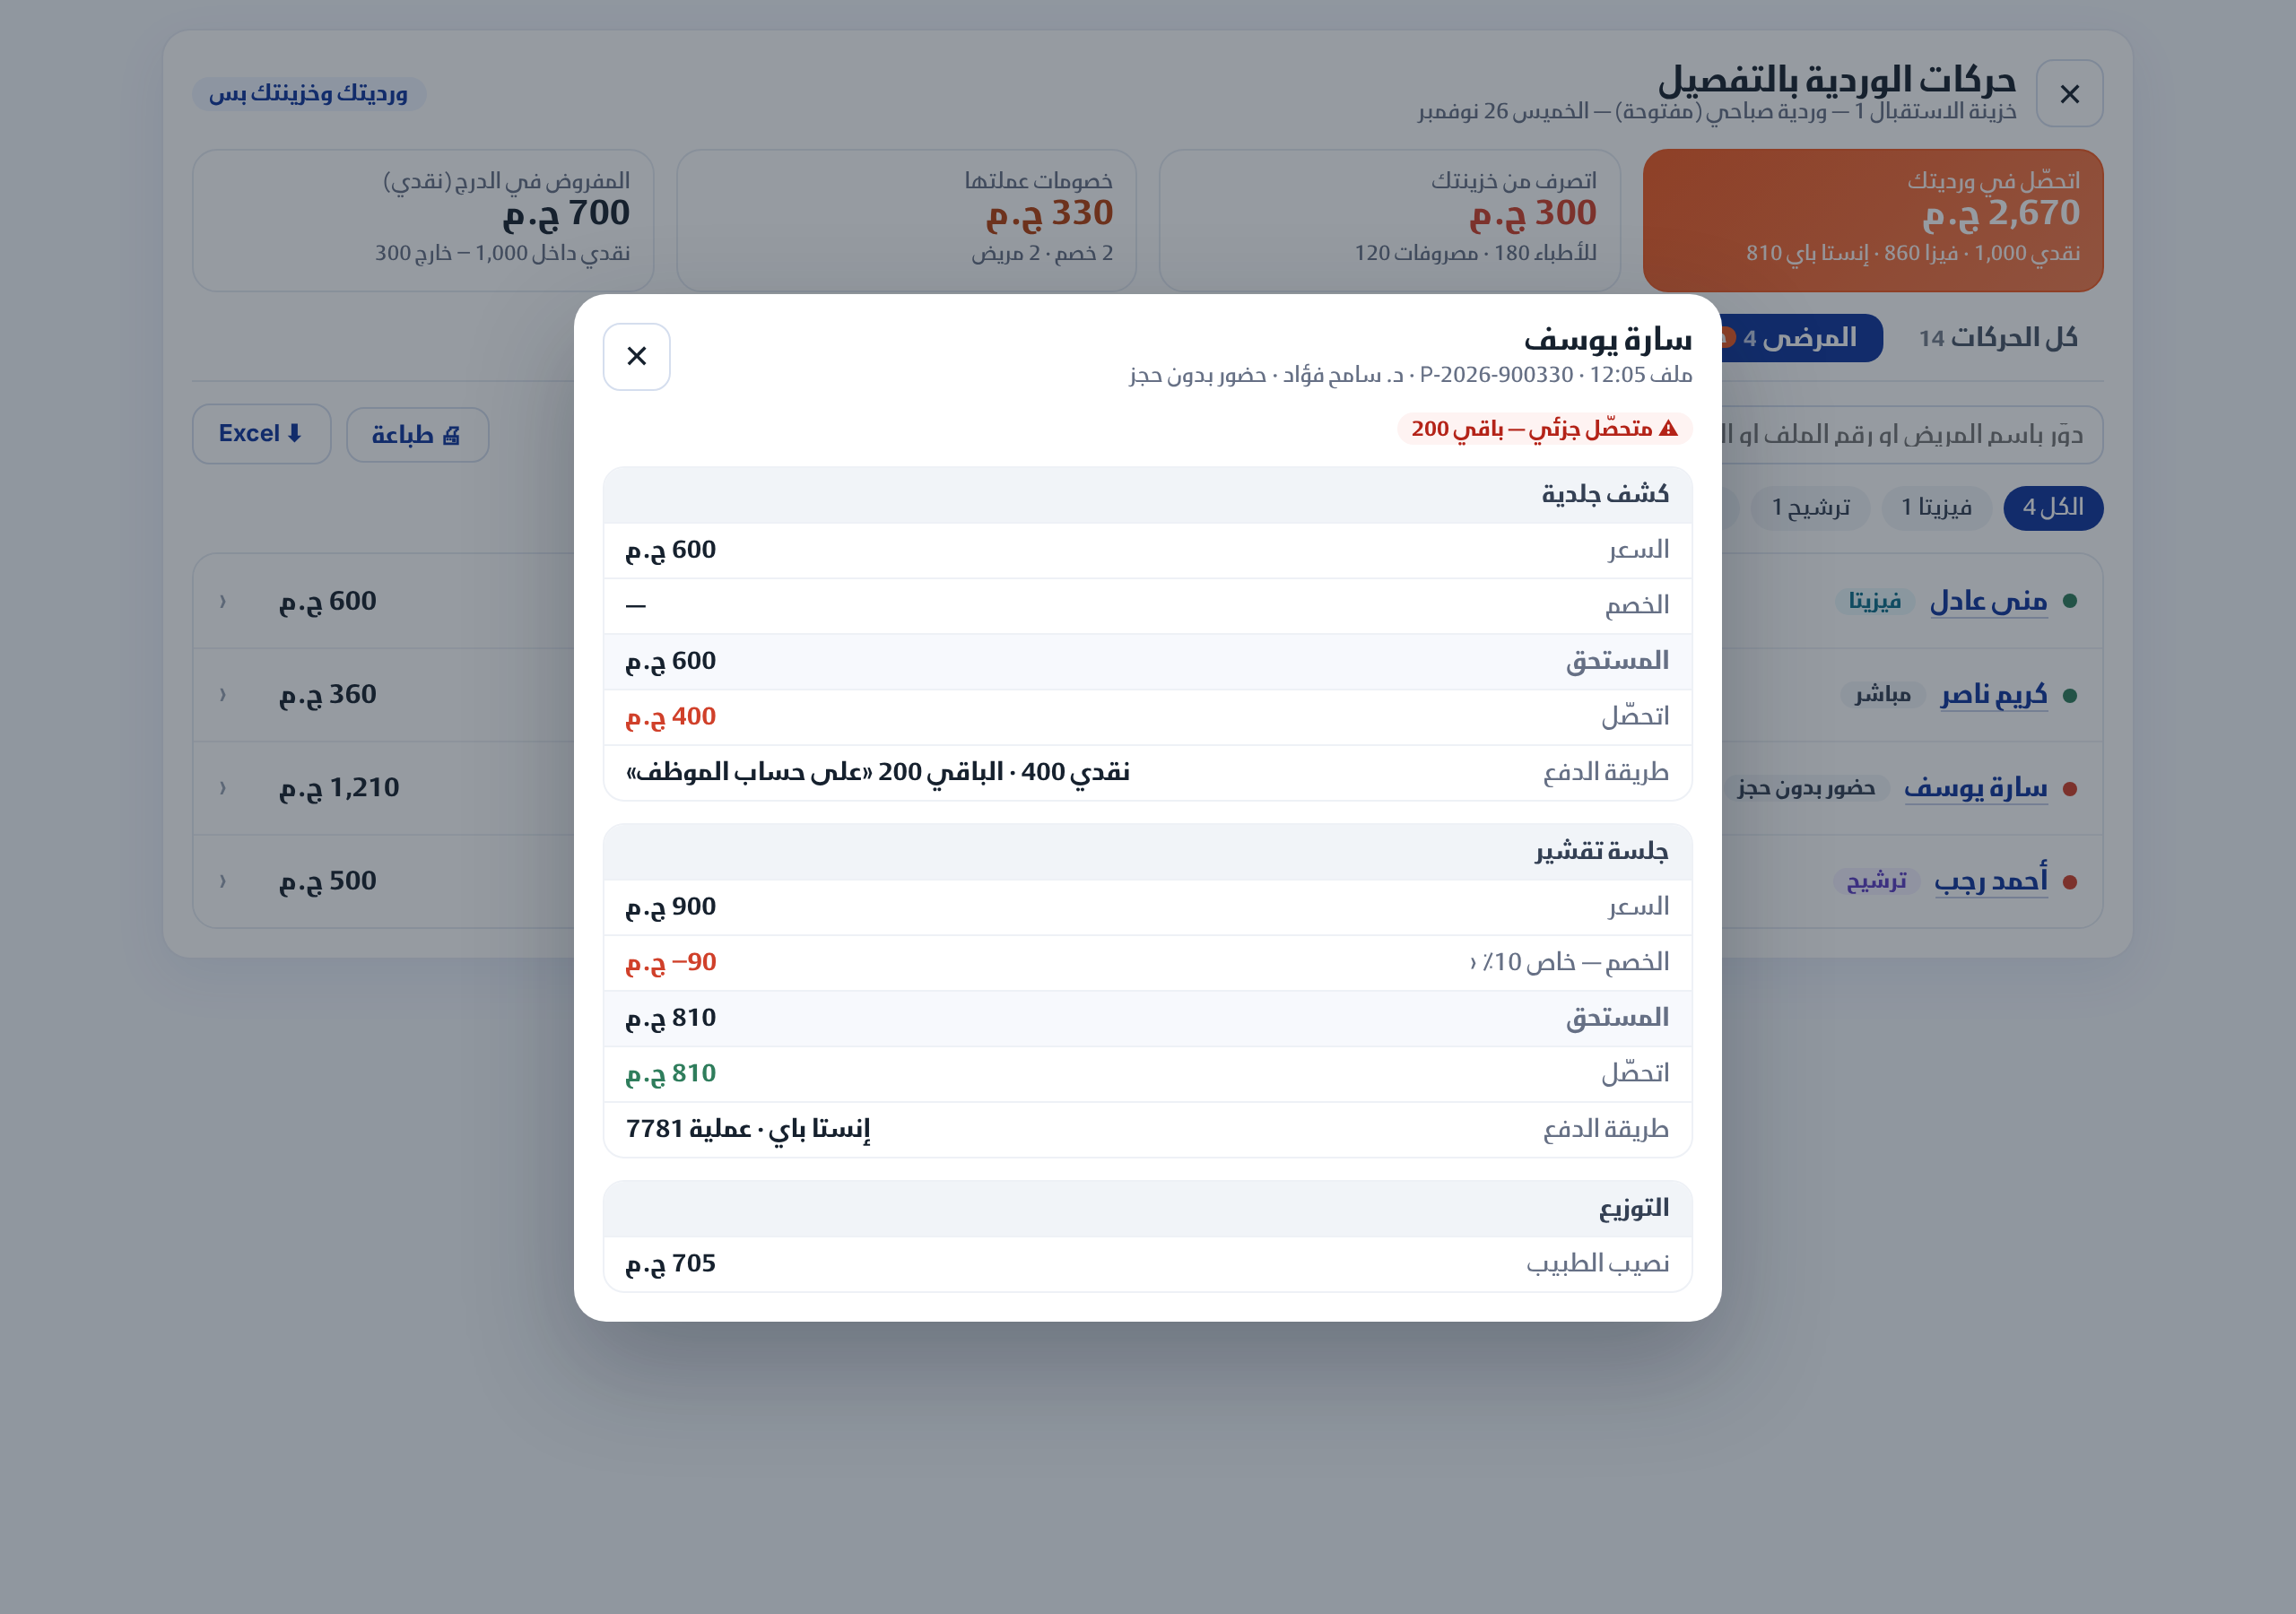 حركات الوردية بالتفصيل
خزينة الاستقبال 1 — وردية صباحي (مفتوحة) — الخميس 26 نوفمبر
ورديتك وخزينتك بس
اتحصّل في ورديتك
2,670 ج.م
نقدي 1,000 · فيزا 860 · إنستا باي 810
اتصرف من خزينتك
300 ج.م
للأطباء 180 · مصروفات 120
خصومات عملتها
330 ج.م
2 خصم · 2 مريض
المفروض في الدرج (نقدي)
700 ج.م
نقدي داخل 1,000 − خارج 300
كل الحركات 14
المرضى 4
دوّر باسم المريض او رقم الملف او
طباعة
Excel
الكل 4
فيزيتا 1
ترشيح 1
منى عادل فيزيتا
600 ج.م
كريم ناصر مباشر
360 ج.م
سارة يوسف حضور بدون حجز
1,210 ج.م
أحمد رجب ترشيح
500 ج.م
سارة يوسف
ملف P-2026-900330 · 12:05 · د. سامح فؤاد · حضور بدون حجز
⚠ متحصّل جزئي — باقي 200
كشف جلدية
السعر 600 ج.م
الخصم —
المستحق 600 ج.م
اتحصّل 400 ج.م
طريقة الدفع نقدي 400 · الباقي 200 «على حساب الموظف»
جلسة تقشير
السعر 900 ج.م
الخصم — خاص 10٪ ‹
−90 ج.م
المستحق 810 ج.م
اتحصّل 810 ج.م
طريقة الدفع إنستا باي · عملية 7781
التوزيع
نصيب الطبيب 705 ج.م